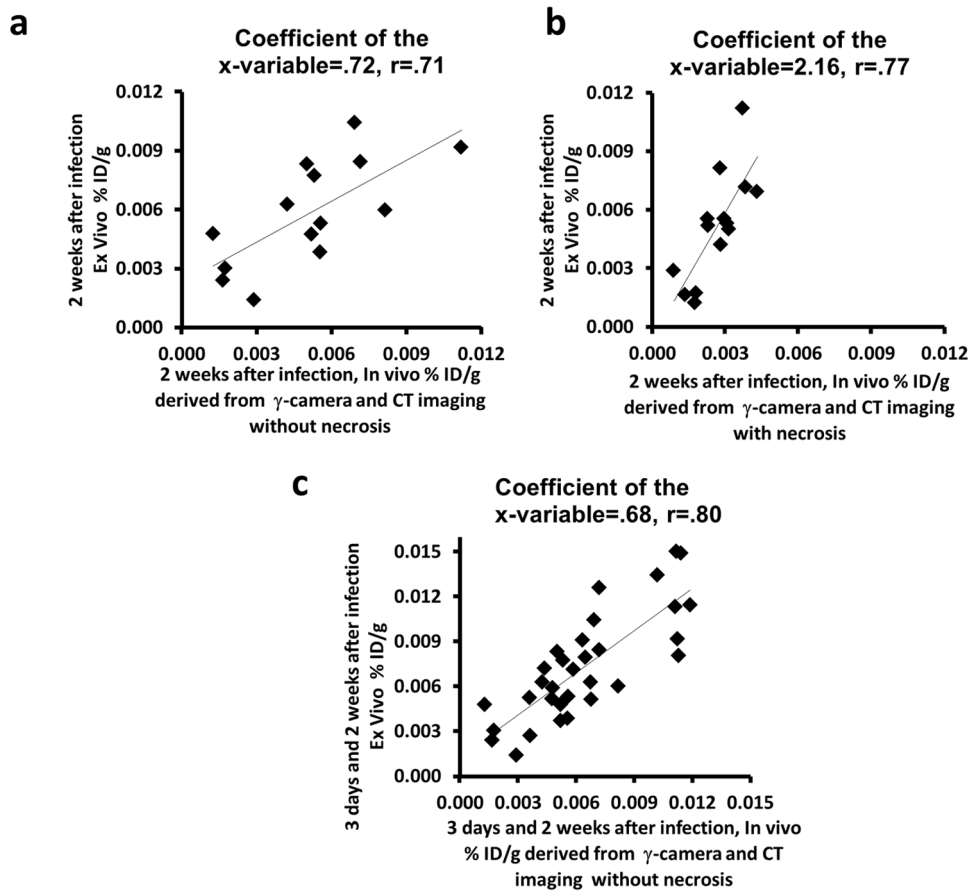 a
Coefficient of the
x-variable=.72, r=.71
2 weeks after infection
Ex Vivo % ID/g
0.012
0.009
0.006
0.003
0.000
0.000 0.003 0.006 0.009 0.012
2 weeks after infection, In vivo % ID/g
derived from γ-camera and CT imaging
without necrosis
b
Coefficient of the
x-variable=2.16, r=.77
2 weeks after infection
Ex Vivo % ID/g
0.012
0.009
0.006
0.003
0.000
0.000 0.003 0.006 0.009 0.012
2 weeks after infection, In vivo % ID/g
derived from γ-camera and CT imaging
with necrosis
c
Coefficient of the
x-variable=.68, r=.80
3 days and 2 weeks after infection
Ex Vivo % ID/g
0.015
0.012
0.009
0.006
0.003
0.000
0.000 0.003 0.006 0.009 0.012 0.015
3 days and 2 weeks after infection, In vivo
% ID/g derived from γ-camera and CT
imaging without necrosis